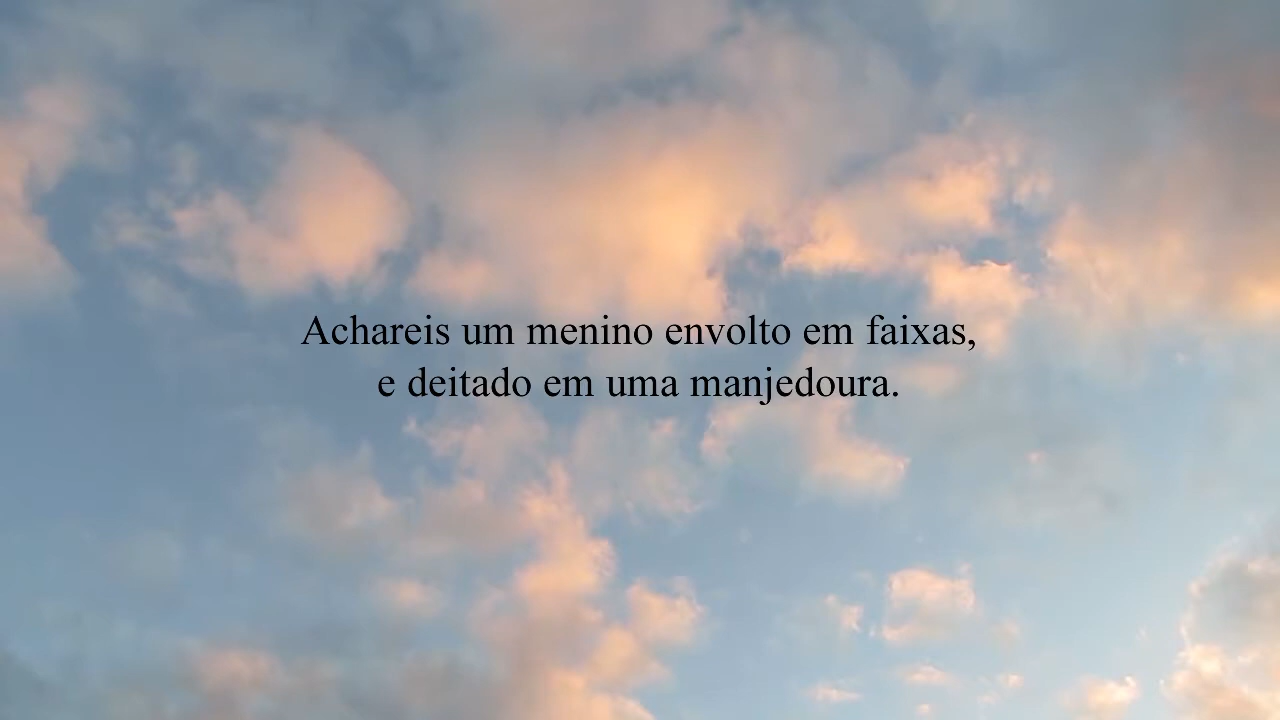 Achareis um menino envolto em faixas,
e deitado em uma manjedoura.